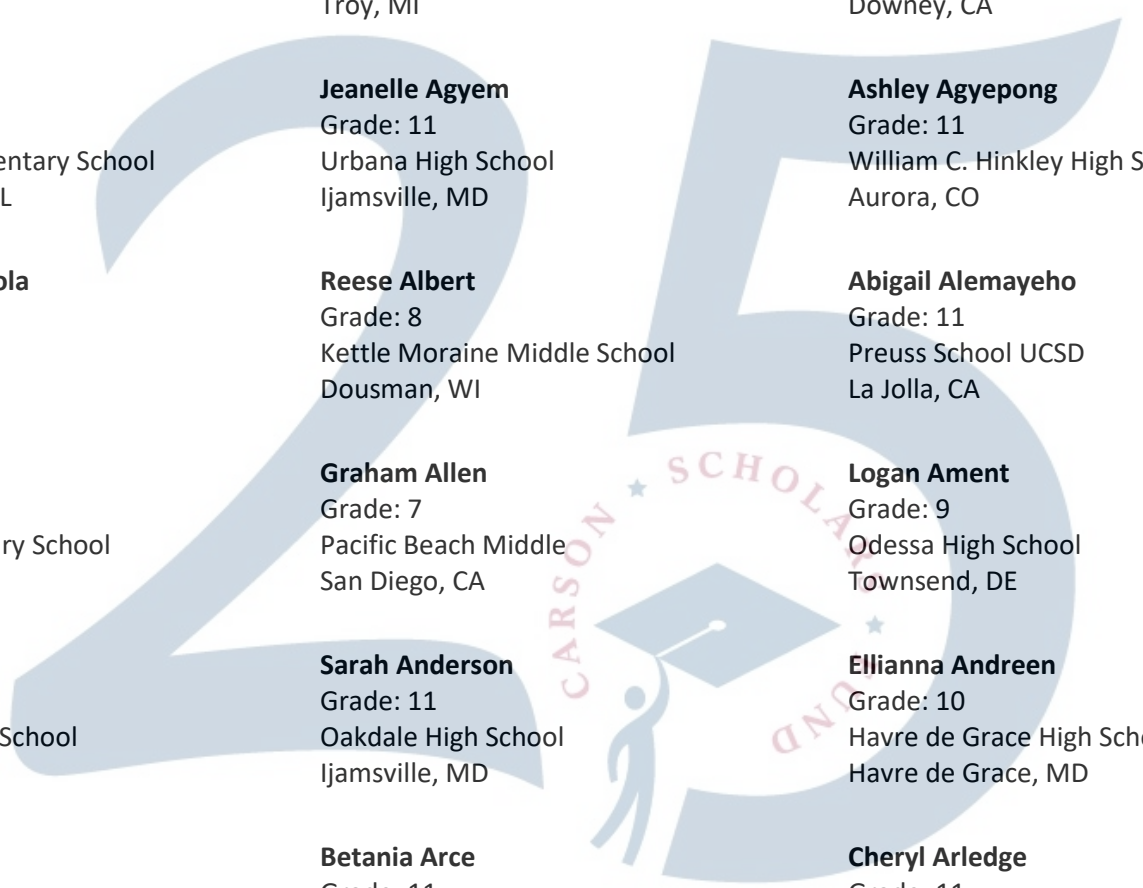 Troy, MI
Downey, CA
Jeanelle Agyem
Grade: 11
Urbana High School
Ijamsville, MD
Ashley Agyepong
Grade: 11
William C. Hinkley High S
Aurora, CO
entary School
L
ola
Reese Albert
Grade: 8
Kettle Moraine Middle School
Dousman, WI
Abigail Alemayeho
Grade: 11
Preuss School UCSD
La Jolla, CA
ry School
Graham Allen
Grade: 7
Pacific Beach Middle
San Diego, CA
Logan Ament
Grade: 9
Odessa High School
Townsend, DE
School
Sarah Anderson
Grade: 11
Oakdale High School
Ijamsville, MD
Ellianna Andreen
Grade: 10
Havre de Grace High Scho
Havre de Grace, MD
Betania Arce
Grade: 11
Cheryl Arledge
Grade: 11
25
CARSON SCHOLARS FUND